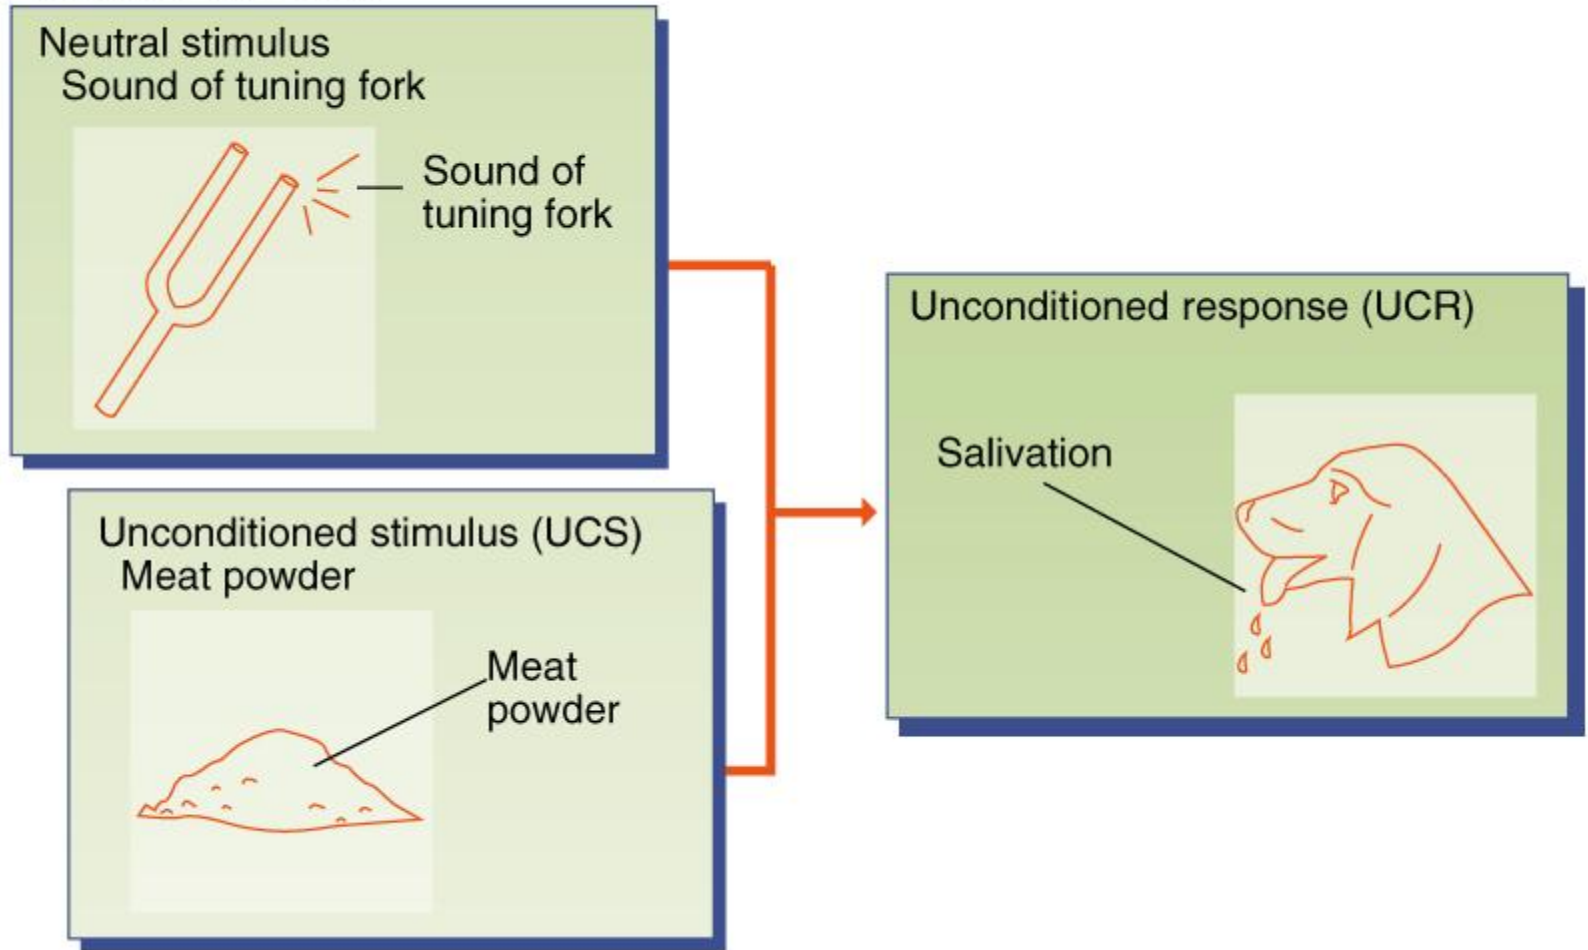 Neutral stimulus
Sound of tuning fork
Sound of
tuning fork
Unconditioned stimulus (UCS)
Meat powder
Meat
powder
Unconditioned response (UCR)
Salivation